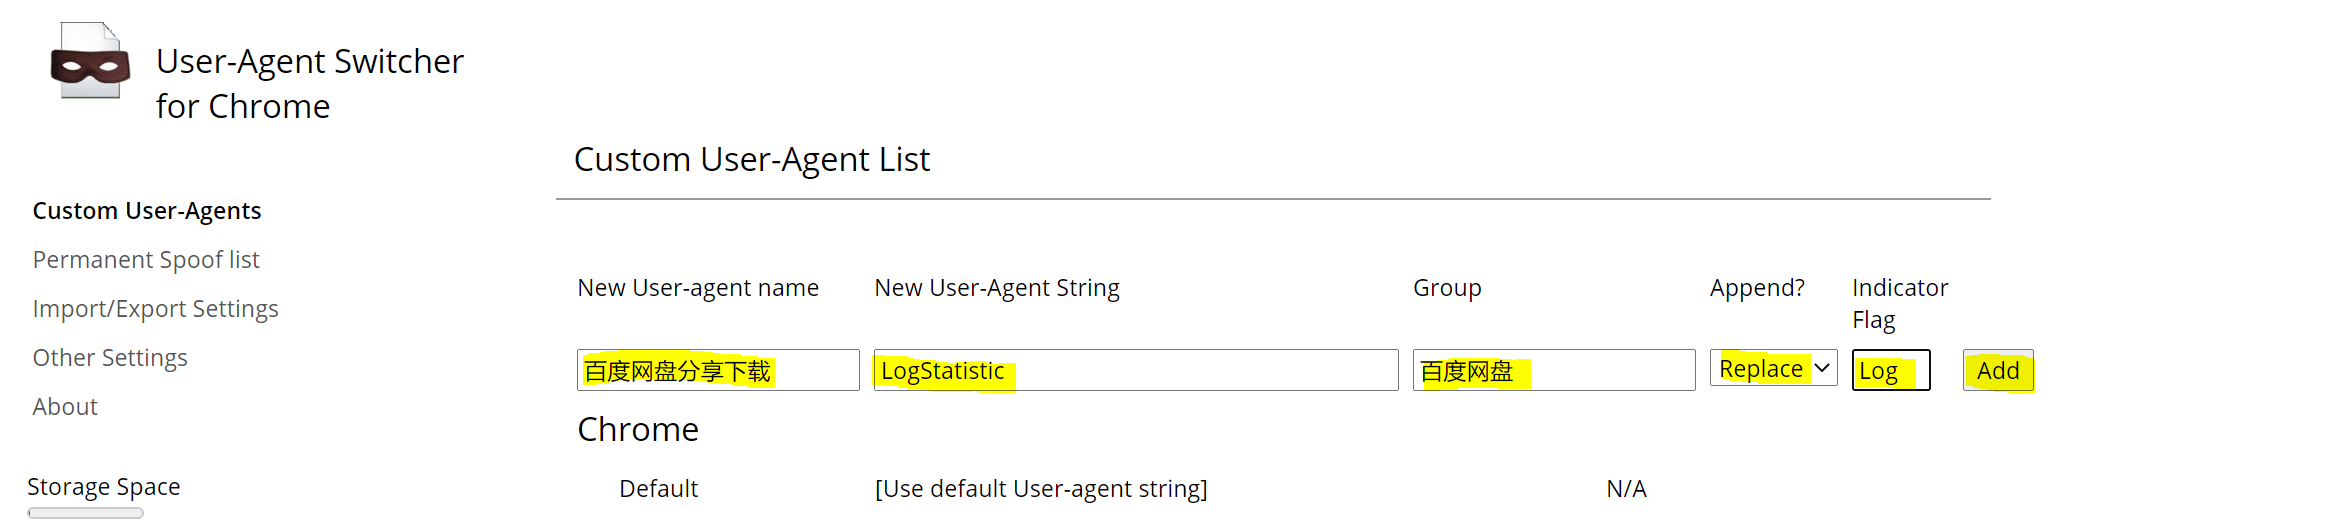 User-Agent Switcher
for Chrome
Custom User-Agent List
Custom User-Agents
Permanent Spoof list
Import/Export Settings
Other Settings
About
Storage Space
New User-agent name New User-Agent String Group Append? Indicator
Flag
百度网盘分享下载 LogStatistic 百度网盘 Replace Log Add
Chrome
Default [Use default User-agent string] N/A